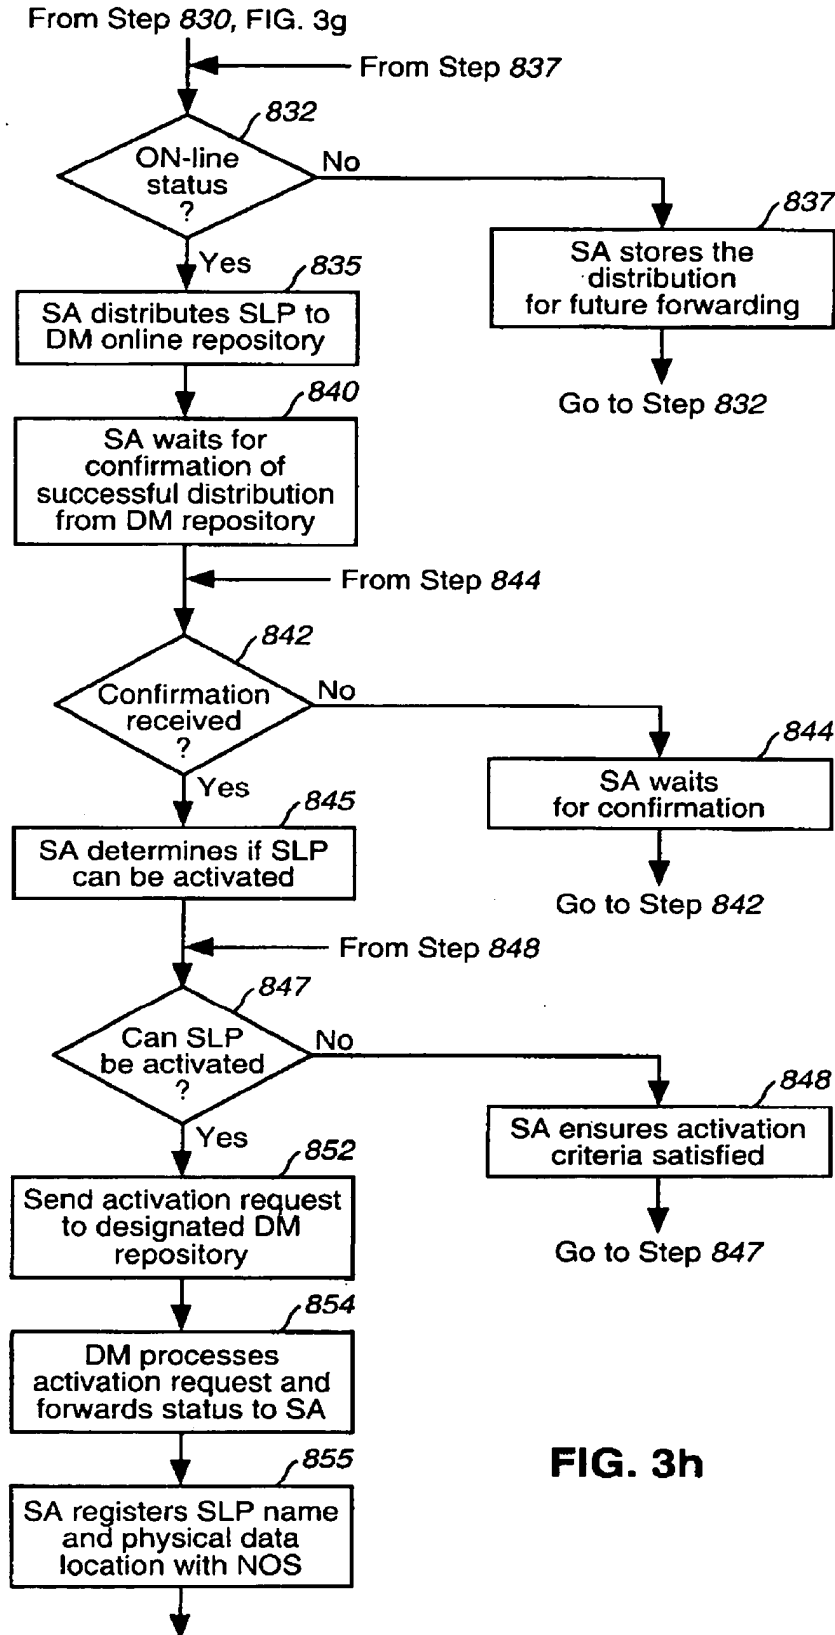 From Step 830, FIG. 3g
From Step 837
832
ON-line
status
?
No
Yes
837
SA stores the
distribution
for future forwarding
Go to Step 832
835
SA distributes SLP to
DM online repository
840
SA waits for
confirmation of
successful distribution
from DM repository
From Step 844
842
Confirmation
received
?
No
Yes
844
SA waits
for confirmation
Go to Step 842
845
SA determines if SLP
can be activated
From Step 848
847
Can SLP
be activated
?
No
Yes
848
SA ensures activation
criteria satisfied
Go to Step 847
852
Send activation request
to designated DM
repository
854
DM processes
activation request and
forwards status to SA
855
SA registers SLP name
and physical data
location with NOS
FIG. 3h